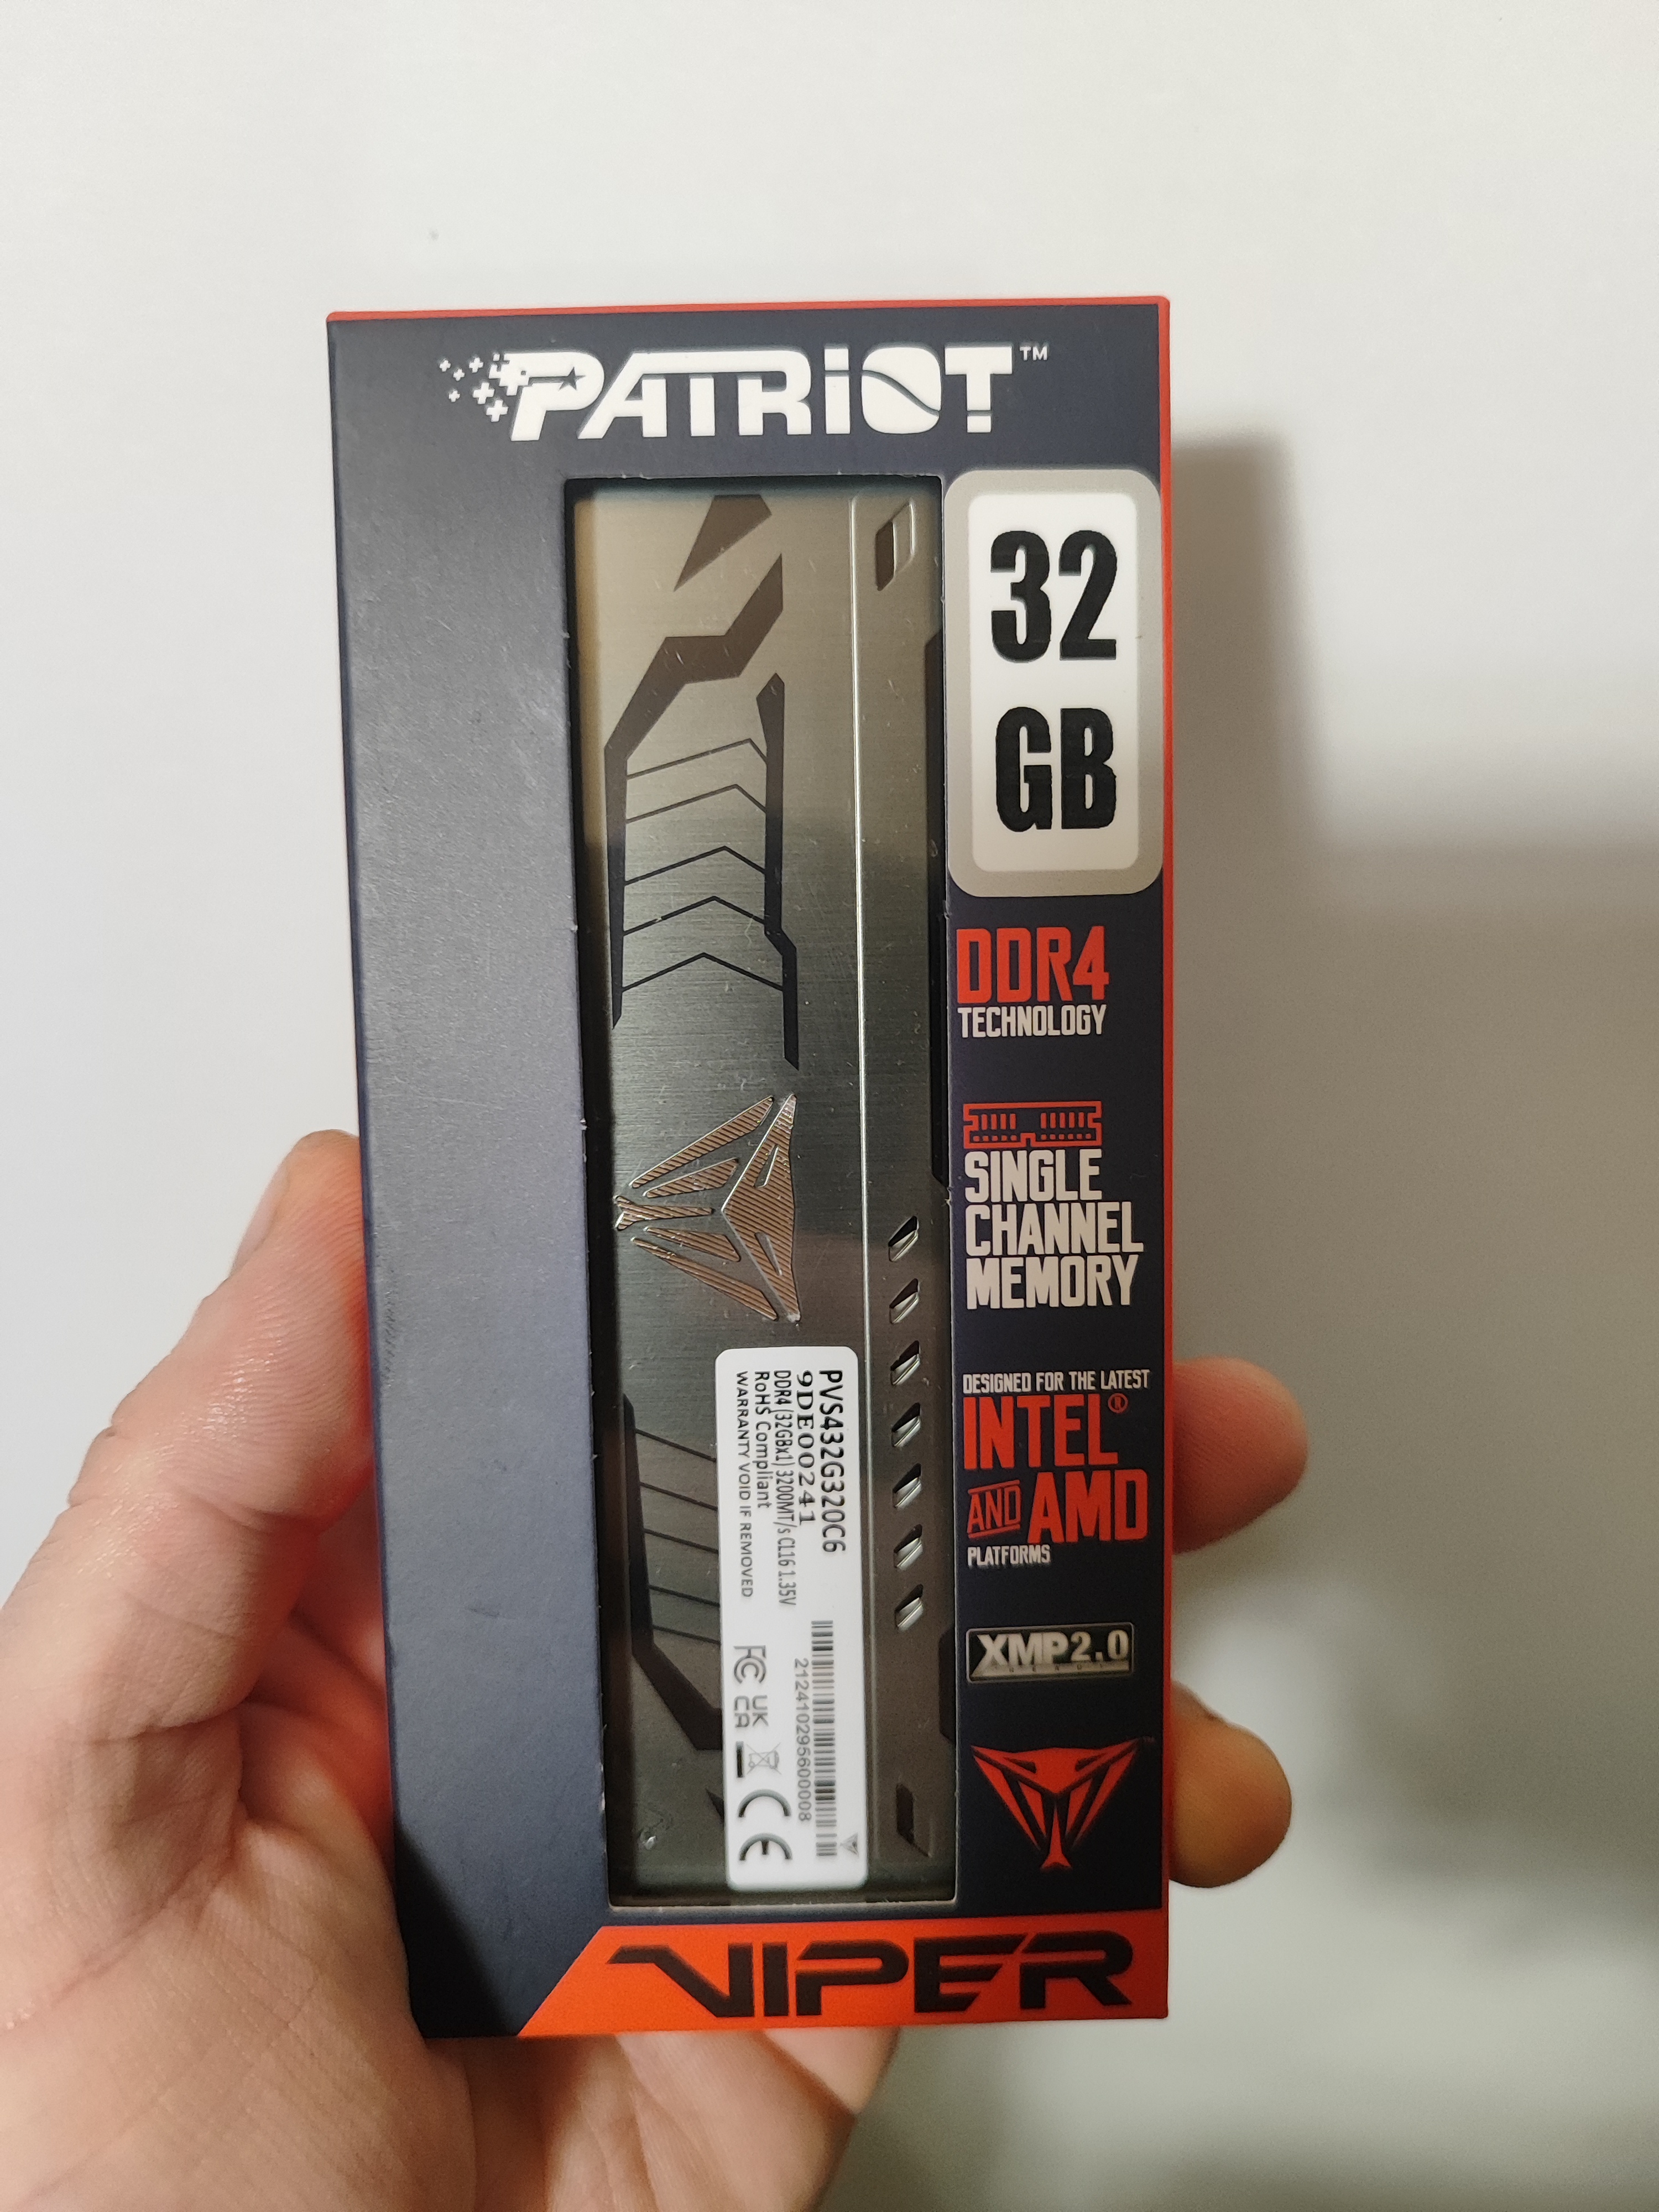 PATRIOT™
32
GB
DDR4
TECHNOLOGY
SINGLE
CHANNEL
MEMORY
DESIGNED FOR THE LATEST
INTEL®
AND AMD
PLATFORMS
XMP2.0
PVS432G320C6
9DE00241
DDR4 (32GBx1) 3200MT/s CL16 1.35V
RoHS Compliant
WARRANTY VOID IF REMOVED
212410295600008
FC
UK
CA
CE
VIPER